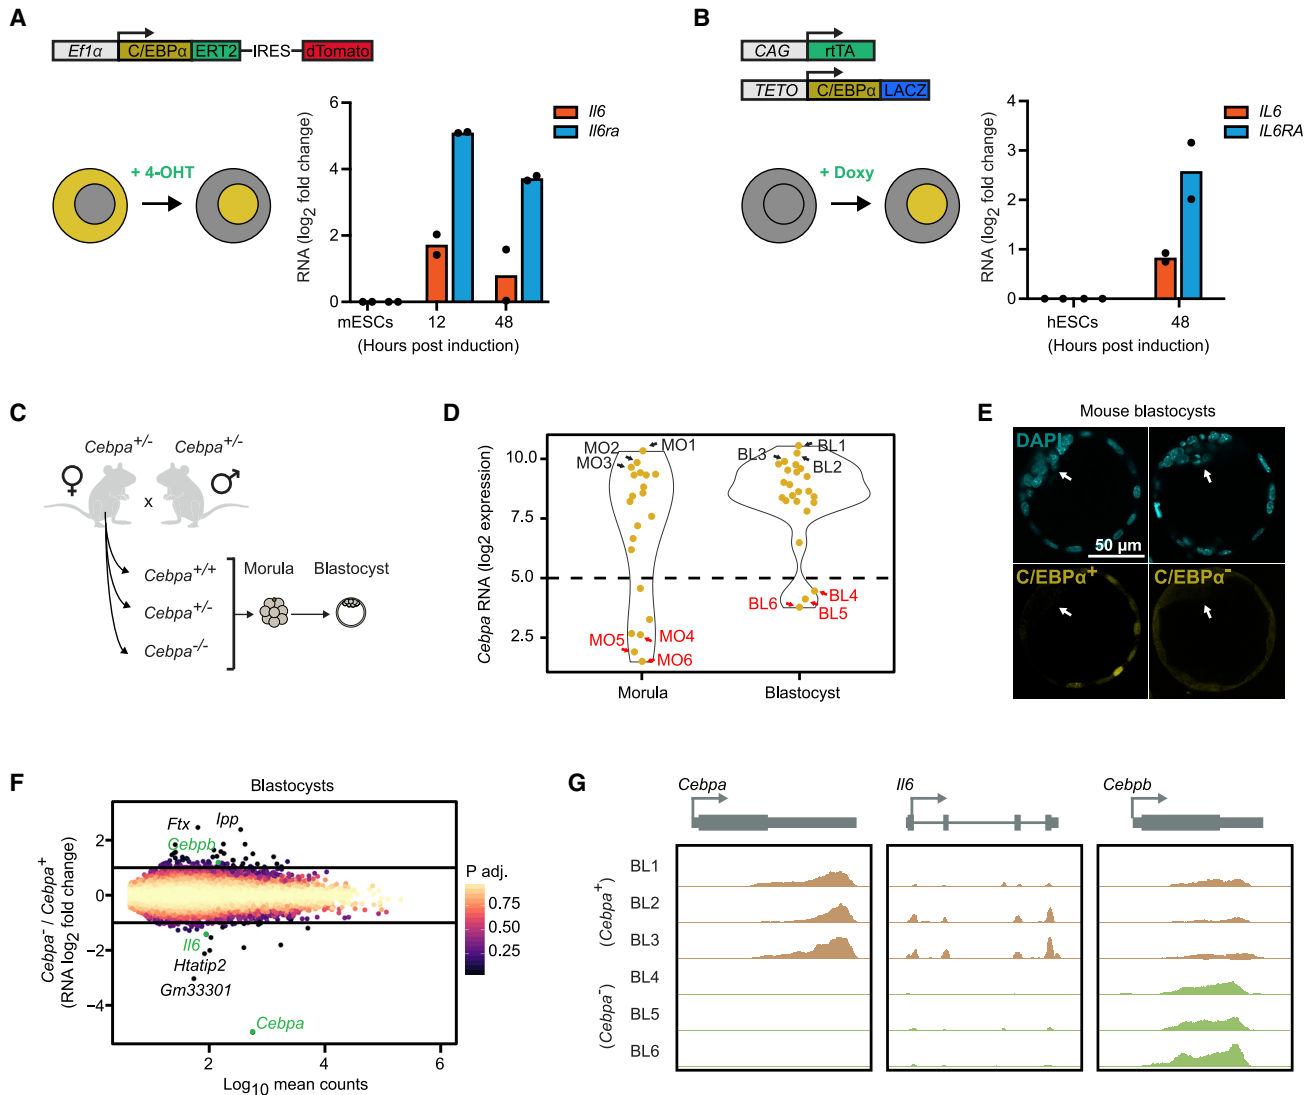 A
Ef1α C/EBPα ERT2 IRES dTomato
+ 4-OHT
RNA (log2 fold change)
6
4
2
0
Il6
Il6ra
mESCs 12 48
(Hours post induction)
B
CAG rtTA
TETO C/EBPα LACZ
+ Doxy
RNA (log2 fold change)
4
3
2
1
0
IL6
IL6RA
hESCs 48
(Hours post induction)
C
Cebpa+/- Cebpa+/-
♀ x ♂
Cebpa+/+
Cebpa+/-
Cebpa-/-
Morula Blastocyst
D
Cebpa RNA (log2 expression)
10.0
7.5
5.0
2.5
MO2 MO1
MO3
MO5 MO4
MO6
BL1
BL3 BL2
BL4
BL6 BL5
Morula Blastocyst
E
Mouse blastocysts
DAPI
50 µm
C/EBPα+ C/EBPα-
F
Blastocysts
Cebpa- / Cebpa+
(RNA log2 fold change)
2
0
−2
−4
Ftx Ipp
Cebpb
Il6
Htatip2
Gm33301
Cebpa
2 4 6
Log10 mean counts
P adj.
0.75
0.50
0.25
G
Cebpa Il6 Cebpb
(Cebpa+)
BL1
BL2
BL3
(Cebpa-)
BL4
BL5
BL6